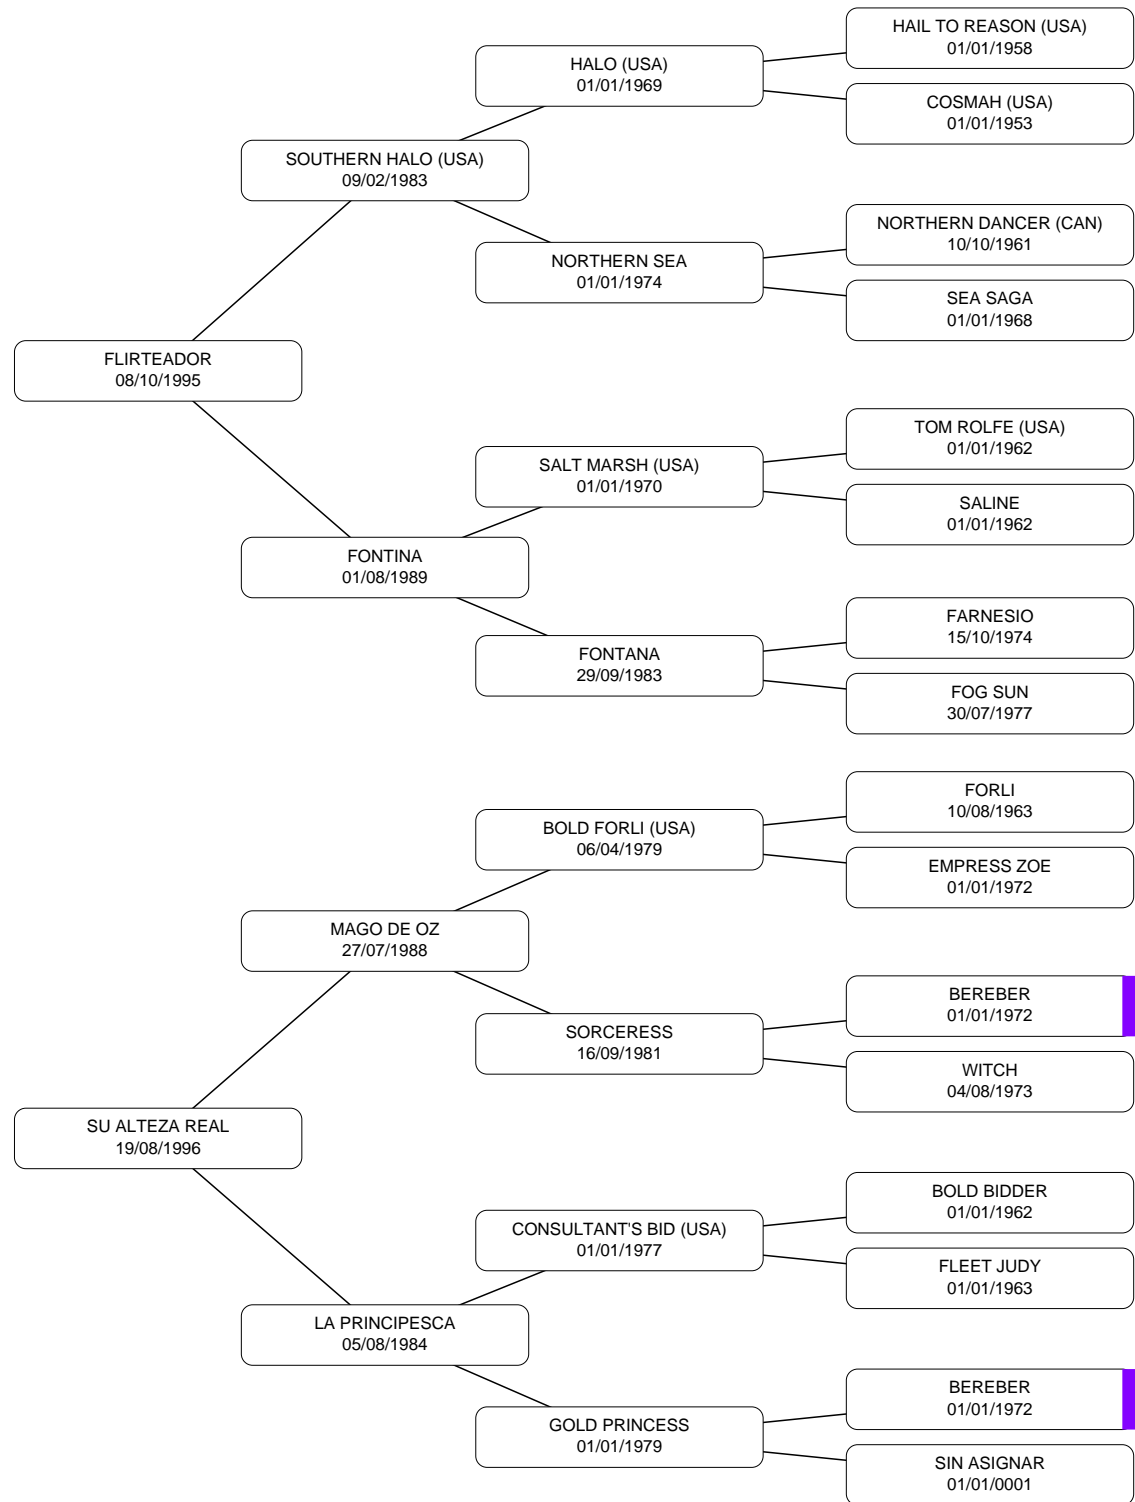 HAIL TO REASON (USA)
01/01/1958
HALO (USA)
01/01/1969
COSMAH (USA)
01/01/1953
SOUTHERN HALO (USA)
09/02/1983
NORTHERN DANCER (CAN)
10/10/1961
NORTHERN SEA
01/01/1974
SEA SAGA
01/01/1968
FLIRTEADOR
08/10/1995
TOM ROLFE (USA)
01/01/1962
SALT MARSH (USA)
01/01/1970
SALINE
01/01/1962
FONTINA
01/08/1989
FARNESIO
15/10/1974
FONTANA
29/09/1983
FOG SUN
30/07/1977
FORLI
10/08/1963
BOLD FORLI (USA)
06/04/1979
EMPRESS ZOE
01/01/1972
MAGO DE OZ
27/07/1988
BEREBER
01/01/1972
SORCERESS
16/09/1981
WITCH
04/08/1973
SU ALTEZA REAL
19/08/1996
BOLD BIDDER
01/01/1962
CONSULTANT'S BID (USA)
01/01/1977
FLEET JUDY
01/01/1963
LA PRINCIPESCA
05/08/1984
BEREBER
01/01/1972
GOLD PRINCESS
01/01/1979
SIN ASIGNAR
01/01/0001